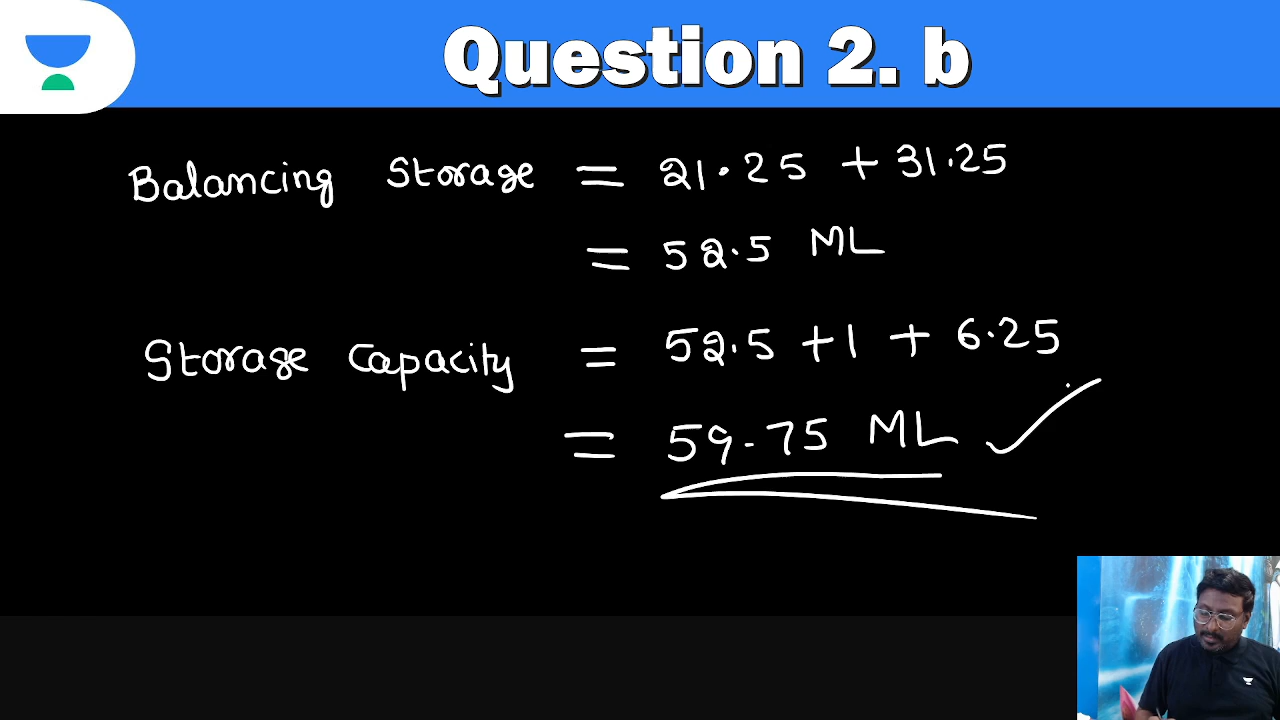 Question 2. b
Balancing Storage = 21.25 + 31.25
= 52.5 ML
Storage Capacity = 52.5 + 1 + 6.25
= 59.75 ML ✓